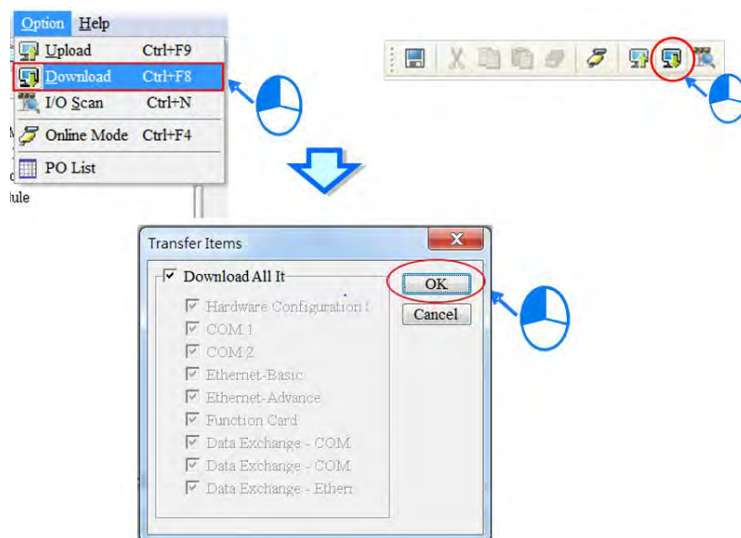 Option Help
Upload Ctrl+F9
Download Ctrl+F8
I/O Scan Ctrl+N
Online Mode Ctrl+F4
PO List
Transfer Items
Download All It
OK
Hardware Configuration
Cancel
COM 1
COM 2
Ethernet-Basic
Ethernet-Advance
Function Card
Data Exchange - COM
Data Exchange - COM
Data Exchange - Ethern